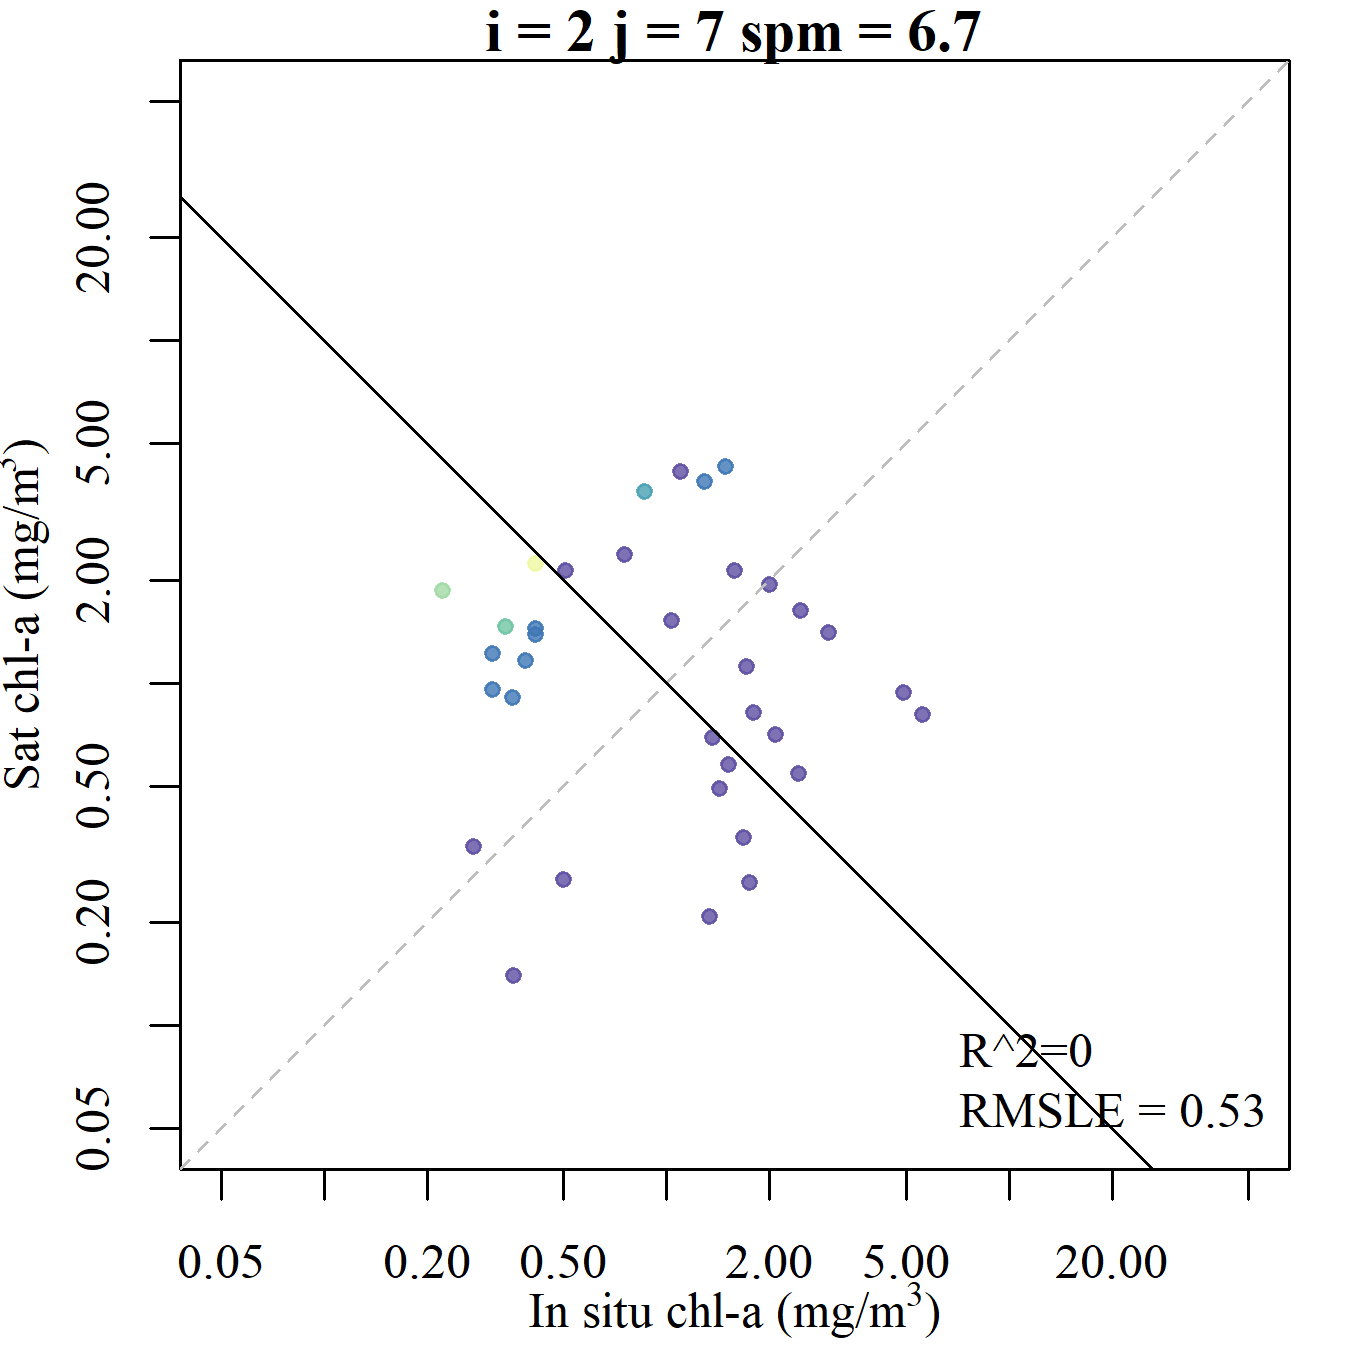 i = 2 j = 7 spm = 6.7
Sat chl-a (mg/m³)
20.00
5.00
2.00
0.50
0.20
0.05
R^2=0
RMSLE = 0.53
0.05 0.20 0.50 2.00 5.00 20.00
In situ chl-a (mg/m³)